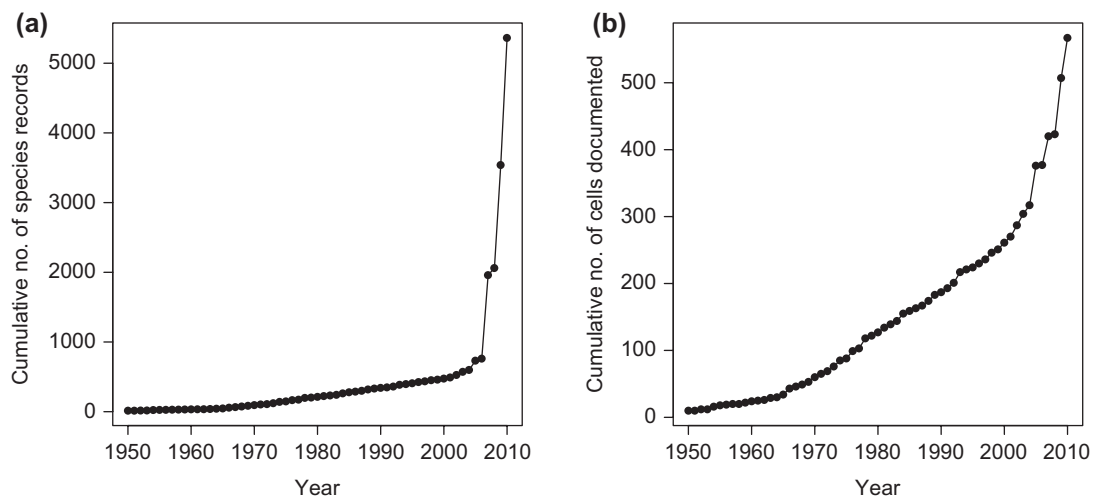 (a)
Cumulative no. of species records
5000
4000
3000
2000
1000
0
1950 1960 1970 1980 1990 2000 2010
Year
(b)
Cumulative no. of cells documented
500
400
300
200
100
0
1950 1960 1970 1980 1990 2000 2010
Year